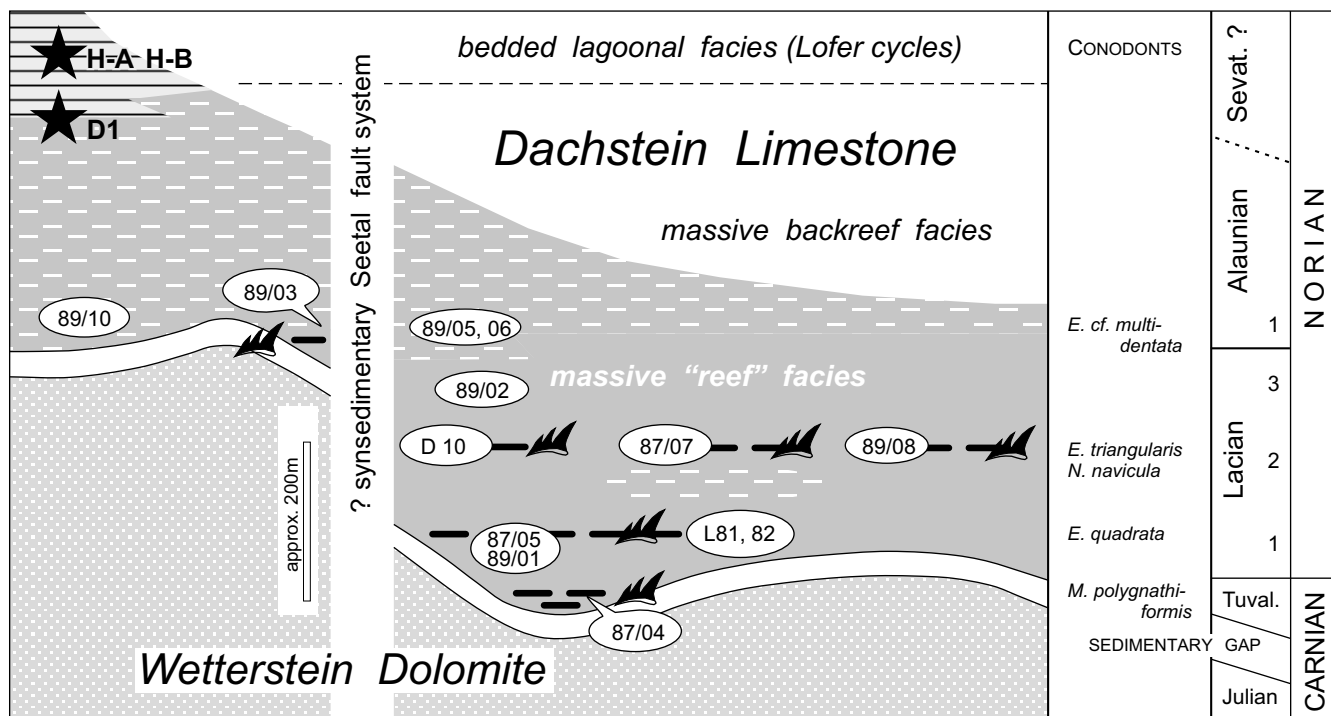 H-A H-B
D1
bedded lagoonal facies (Lofer cycles)
Dachstein Limestone
massive backreef facies
? synsedimentary Seetal fault system
89/03
89/10
89/05, 06
massive “reef” facies
89/02
D 10
87/07
89/08
87/05
89/01
L81, 82
87/04
approx. 200m
Wetterstein Dolomite
CONODONTS
E. cf. multi-
dentata
E. triangularis
N. navicula
E. quadrata
M. polygnathi-
formis
SEDIMENTARY GAP
Sevat. ?
Alaunian
1
Lacian
3
2
1
Tuval.
Julian
NORIAN
CARNIAN